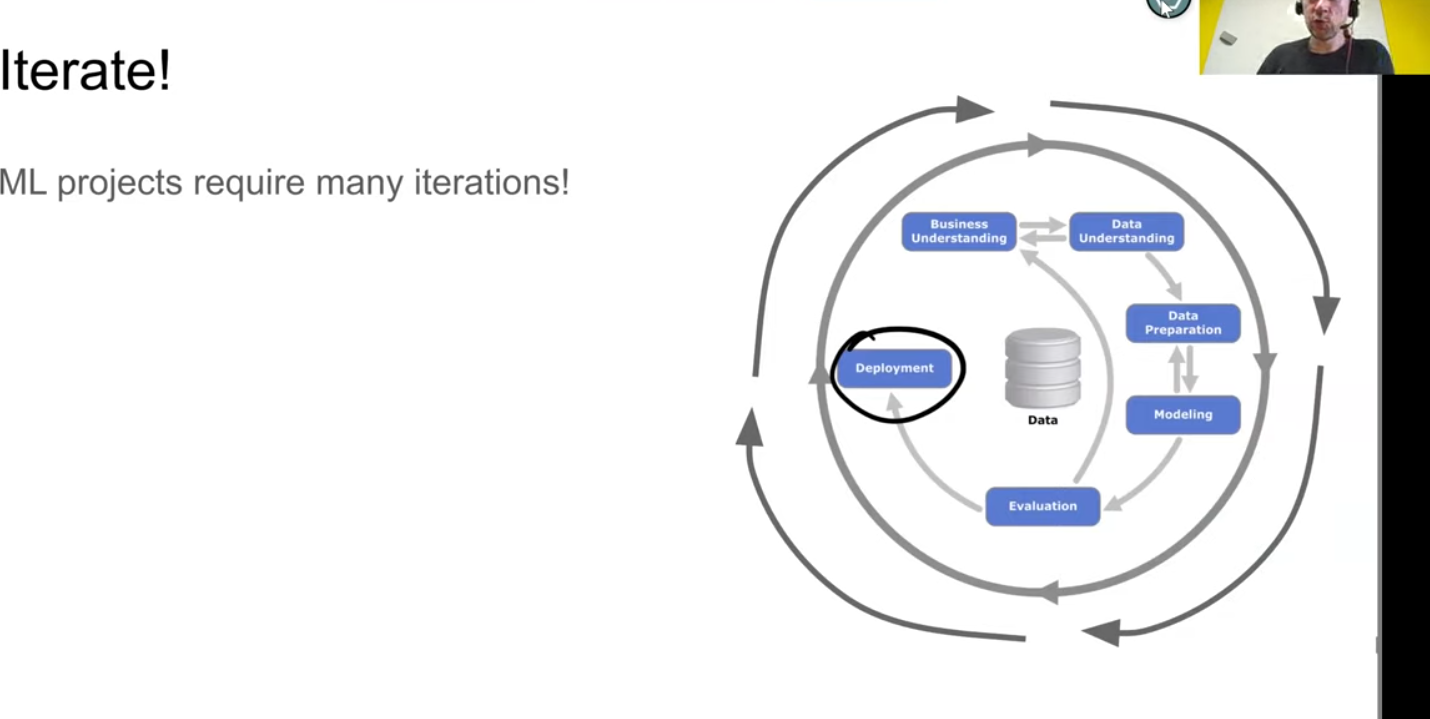 Iterate!
ML projects require many iterations!
Business
Understanding
Data
Understanding
Data
Preparation
Deployment
Data
Modeling
Evaluation